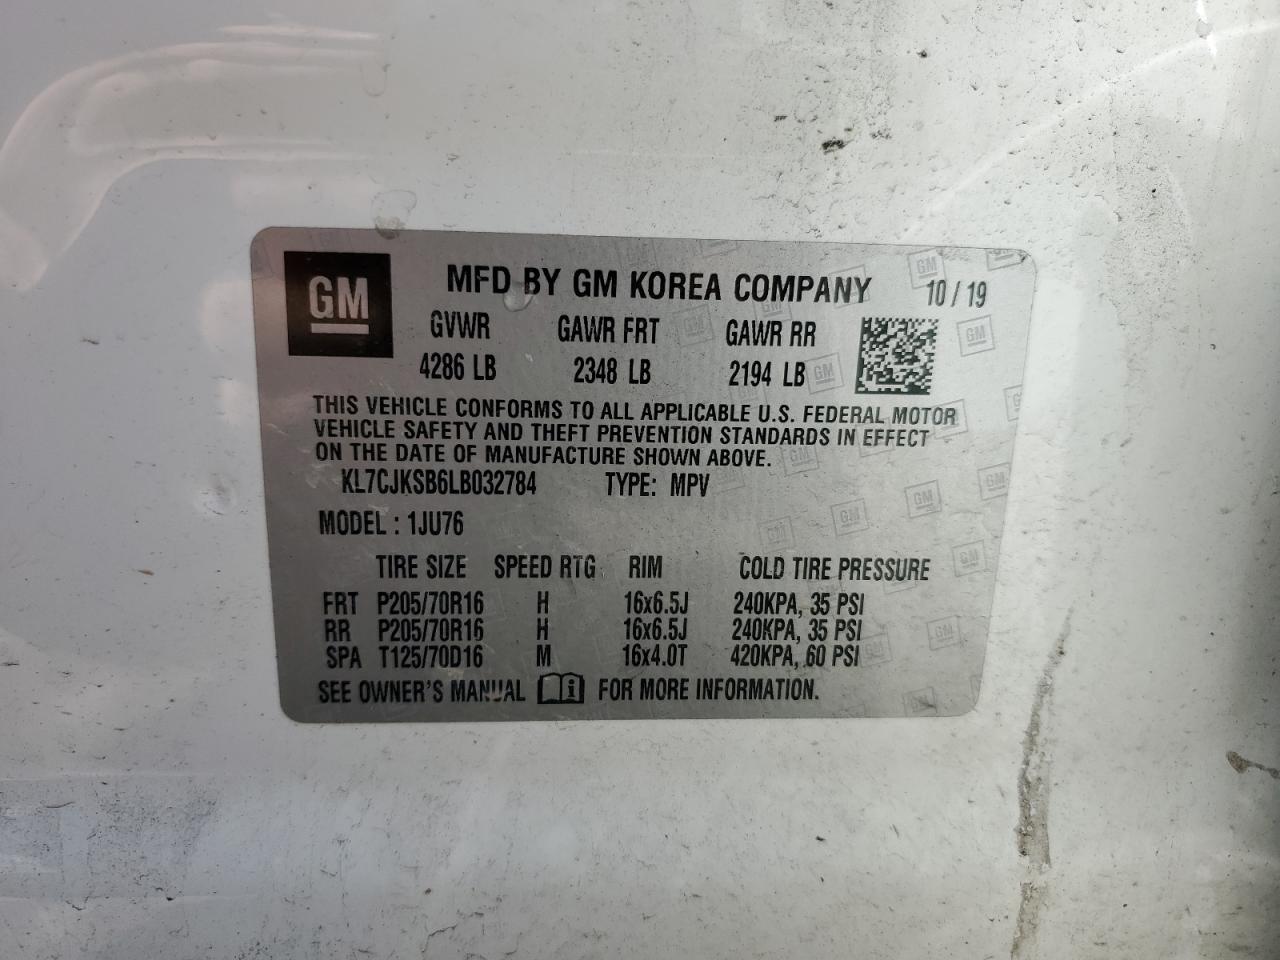 GM
MFD BY GM KOREA COMPANY 10 / 19
GVWR GAWR FRT GAWR RR
4286 LB 2348 LB 2194 LB
THIS VEHICLE CONFORMS TO ALL APPLICABLE U.S. FEDERAL MOTOR
VEHICLE SAFETY AND THEFT PREVENTION STANDARDS IN EFFECT
ON THE DATE OF MANUFACTURE SHOWN ABOVE.
KL7CJKSB6LB032784 TYPE: MPV
MODEL : 1JU76
TIRE SIZE SPEED RTG RIM COLD TIRE PRESSURE
FRT P205/70R16 H 16x6.5J 240KPA, 35 PSI
RR P205/70R16 H 16x6.5J 240KPA, 35 PSI
SPA T125/70D16 M 16x4.0T 420KPA, 60 PSI
SEE OWNER'S MANUAL FOR MORE INFORMATION.